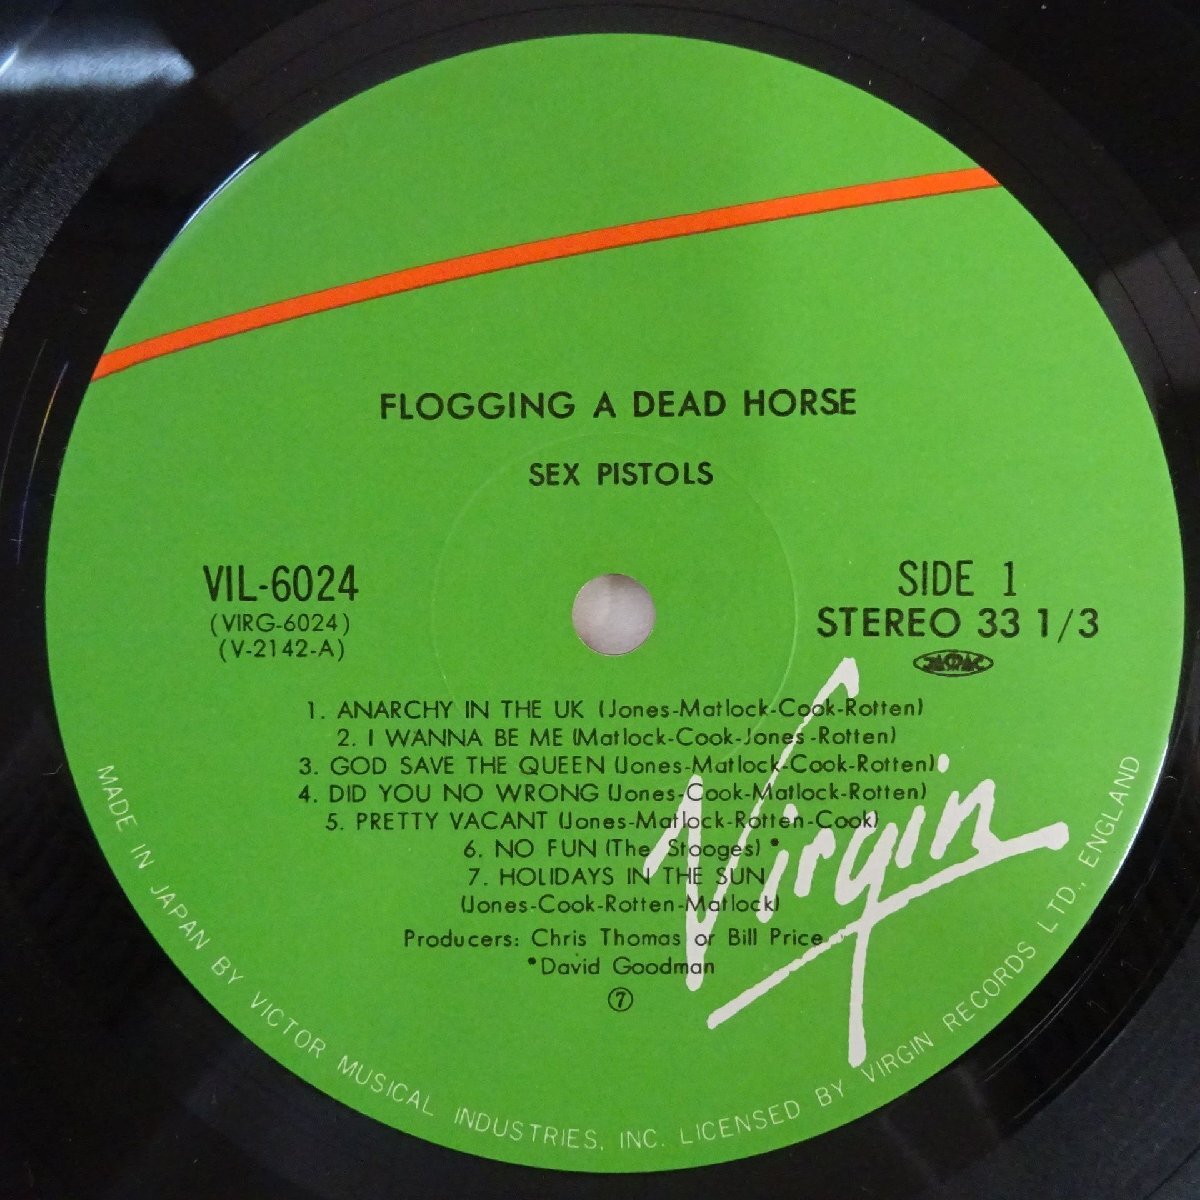 FLOGGING A DEAD HORSE
SEX PISTOLS
VIL-6024
(VIRG-6024)
(V-2142-A)
SIDE 1
STEREO 33 1/3
1. ANARCHY IN THE UK (Jones-Matlock-Cook-Rotten)
2. I WANNA BE ME (Matlock-Cook-Jones-Rotten)
3. GOD SAVE THE QUEEN (Jones-Matlock-Cook-Rotten)
4. DID YOU NO WRONG (Jones-Cook-Matlock-Rotten)
5. PRETTY VACANT (Jones-Matlock-Rotten-Cook)
6. NO FUN (The Stooges) *
7. HOLIDAYS IN THE SUN
(Jones-Cook-Rotten-Matlock)
Producers: Chris Thomas or Bill Price
*David Goodman
⑦
Virgin
MADE IN JAPAN BY VICTOR MUSICAL INDUSTRIES, INC. LICENSED BY VIRGIN RECORDS LTD., ENGLAND